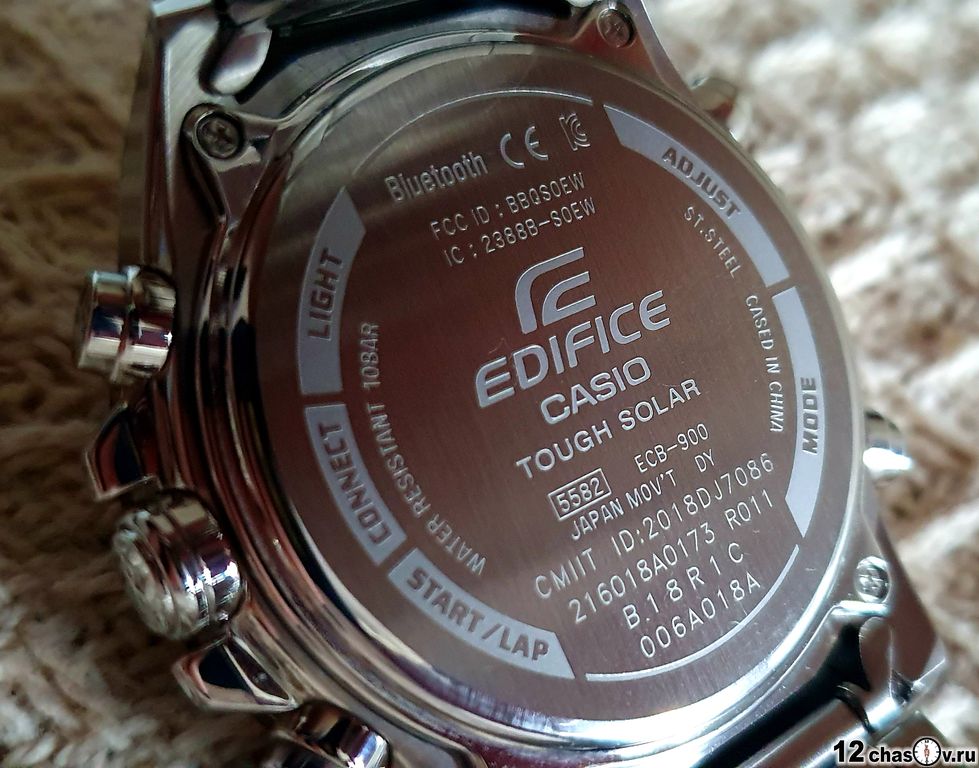 Bluetooth CE
FCC ID : BBQSOEW
IC : 2388B-SOEW
EDIFICE
CASIO
TOUGH SOLAR
ECB-900
5582
JAPAN MOV'T DY
CMIIT ID:2018DJ7086
216018A0173 R011
B.18R1C
006A018A
LIGHT
CONNECT
START/LAP
WATER RESISTANT 10BAR
ADJUST
ST.STEEL
CASED IN CHINA
MODE
12chasov.ru